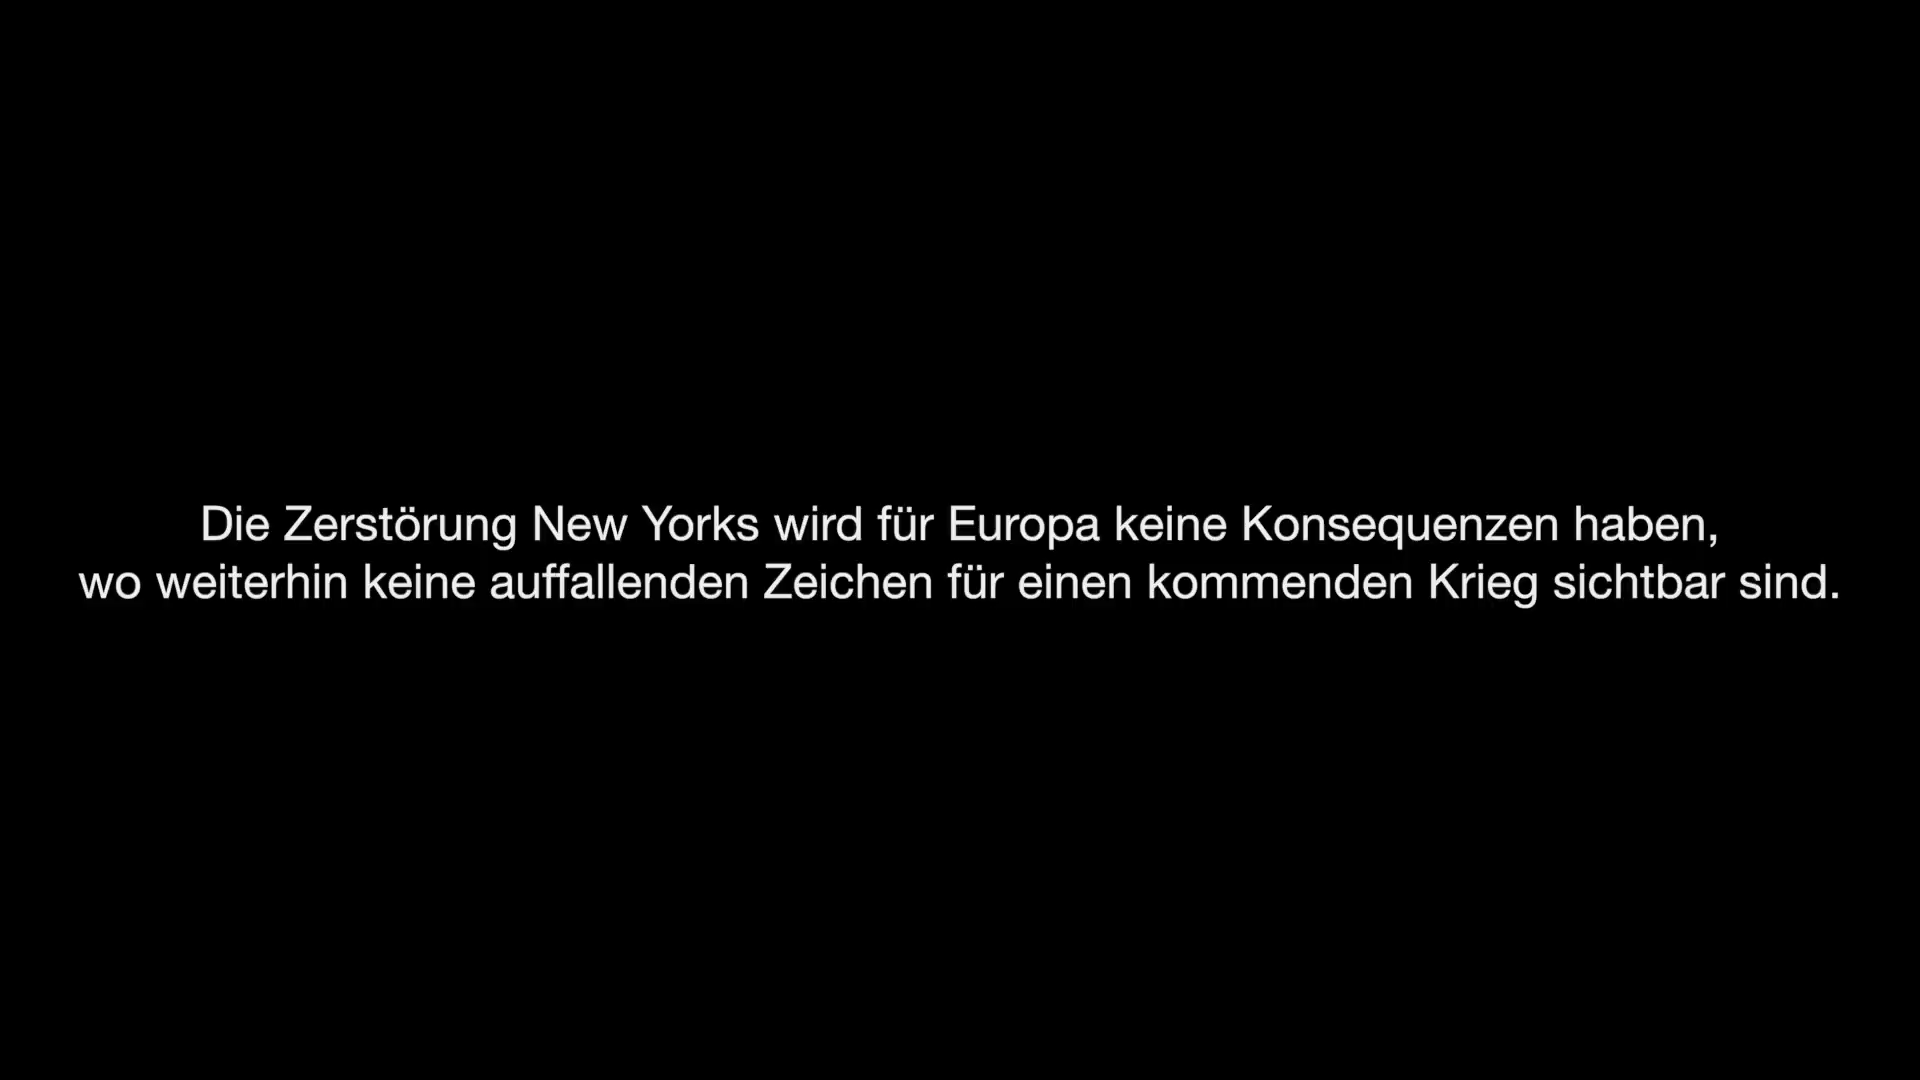 Die Zerstörung New Yorks wird für Europa keine Konsequenzen haben,
wo weiterhin keine auffallenden Zeichen für einen kommenden Krieg sichtbar sind.